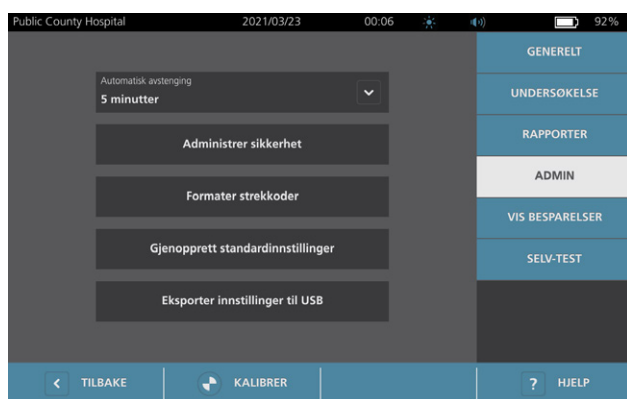 Public County Hospital 2021/03/23 00:06 92%
GENERELT
Automatisk avstenging
5 minutter
UNDERSØKELSE
Administrer sikkerhet
RAPPORTER
ADMIN
Formater strekkoder
VIS BESPARELSER
Gjenopprett standardinnstillinger
SELV-TEST
Eksporter innstillinger til USB
TILBAKE KALIBRER ? HJELP